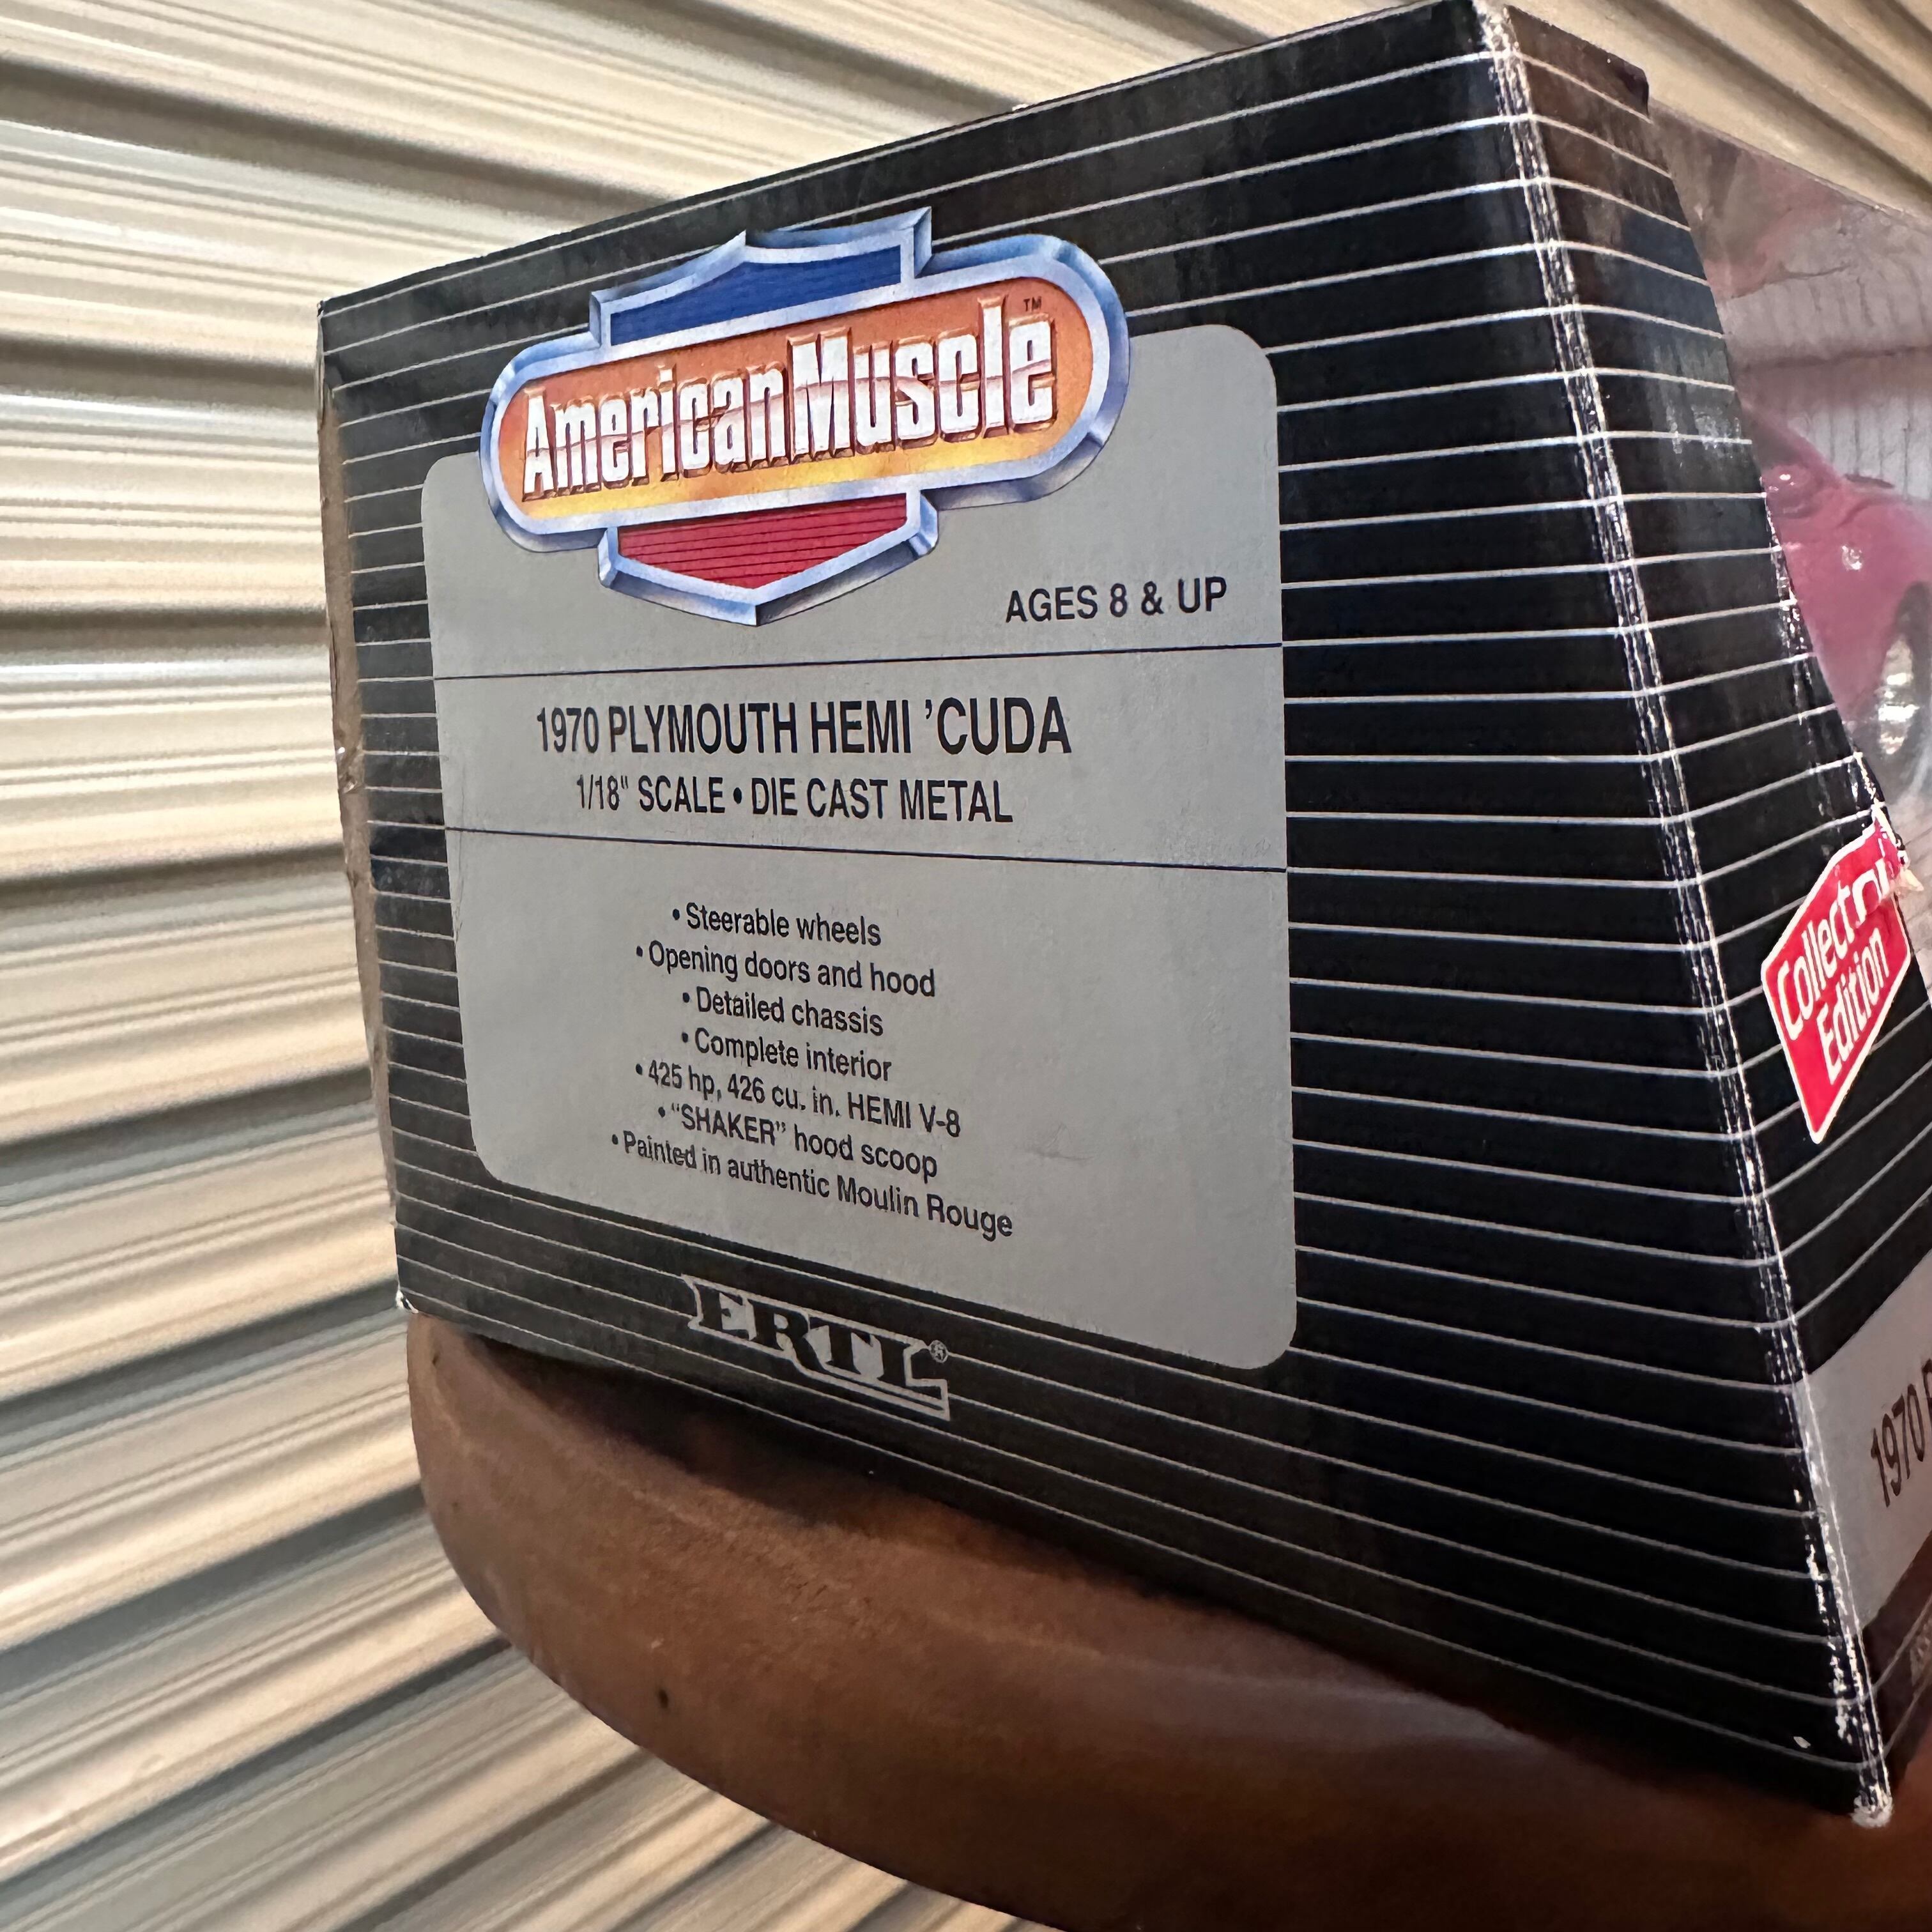 AmericanMuscle™
AGES 8 & UP
1970 PLYMOUTH HEMI 'CUDA
1/18" SCALE • DIE CAST METAL
• Steerable wheels
• Opening doors and hood
• Detailed chassis
• Complete interior
• 425 hp, 426 cu. in. HEMI V-8
• "SHAKER" hood scoop
• Painted in authentic Moulin Rouge
ERTL®
Edition
1970